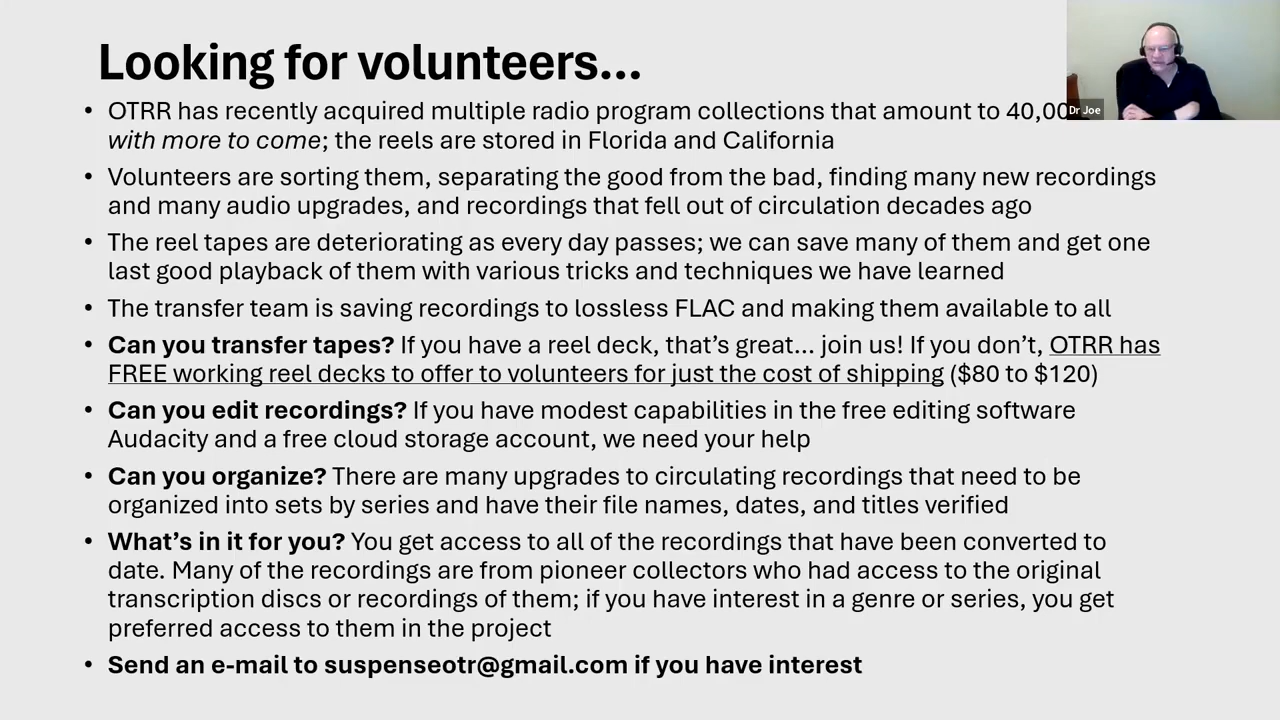 Looking for volunteers...
• OTRR has recently acquired multiple radio program collections that amount to
with more to come; the reels are stored in Florida and California
• Volunteers are sorting them, separating the good from the bad, finding many new recordings
and many audio upgrades, and recordings that fell out of circulation decades ago
• The reel tapes are deteriorating as every day passes; we can save many of them and get one
last good playback of them with various tricks and techniques we have learned
• The transfer team is saving recordings to lossless FLAC and making them available to all
• Can you transfer tapes? If you have a reel deck, that’s great... join us! If you don’t, OTRR has
FREE working reel decks to offer to volunteers for just the cost of shipping ($80 to $120)
• Can you edit recordings? If you have modest capabilities in the free editing software
Audacity and a free cloud storage account, we need your help
• Can you organize? There are many upgrades to circulating recordings that need to be
organized into sets by series and have their file names, dates, and titles verified
• What’s in it for you? You get access to all of the recordings that have been converted to
date. Many of the recordings are from pioneer collectors who had access to the original
transcription discs or recordings of them; if you have interest in a genre or series, you get
preferred access to them in the project
• Send an e-mail to suspenseotr@gmail.com if you have interest
Dr Joe